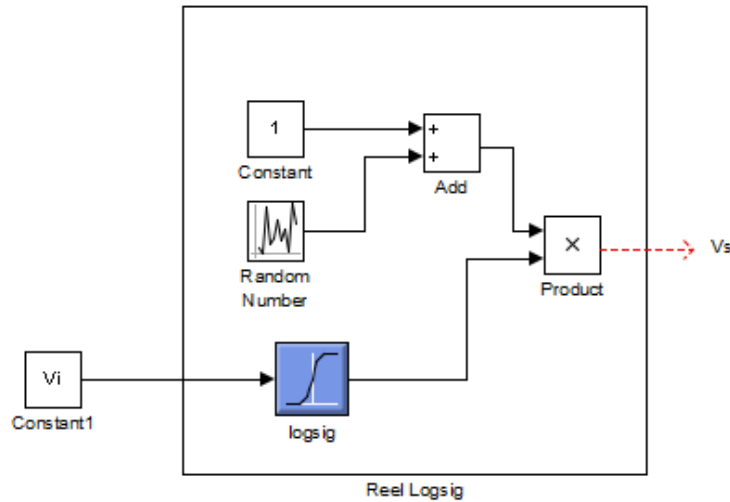 1
Constant
+
+
Add
Random
Number
×
Product
Vs
Vi
Constant1
logsig
Reel Logsig